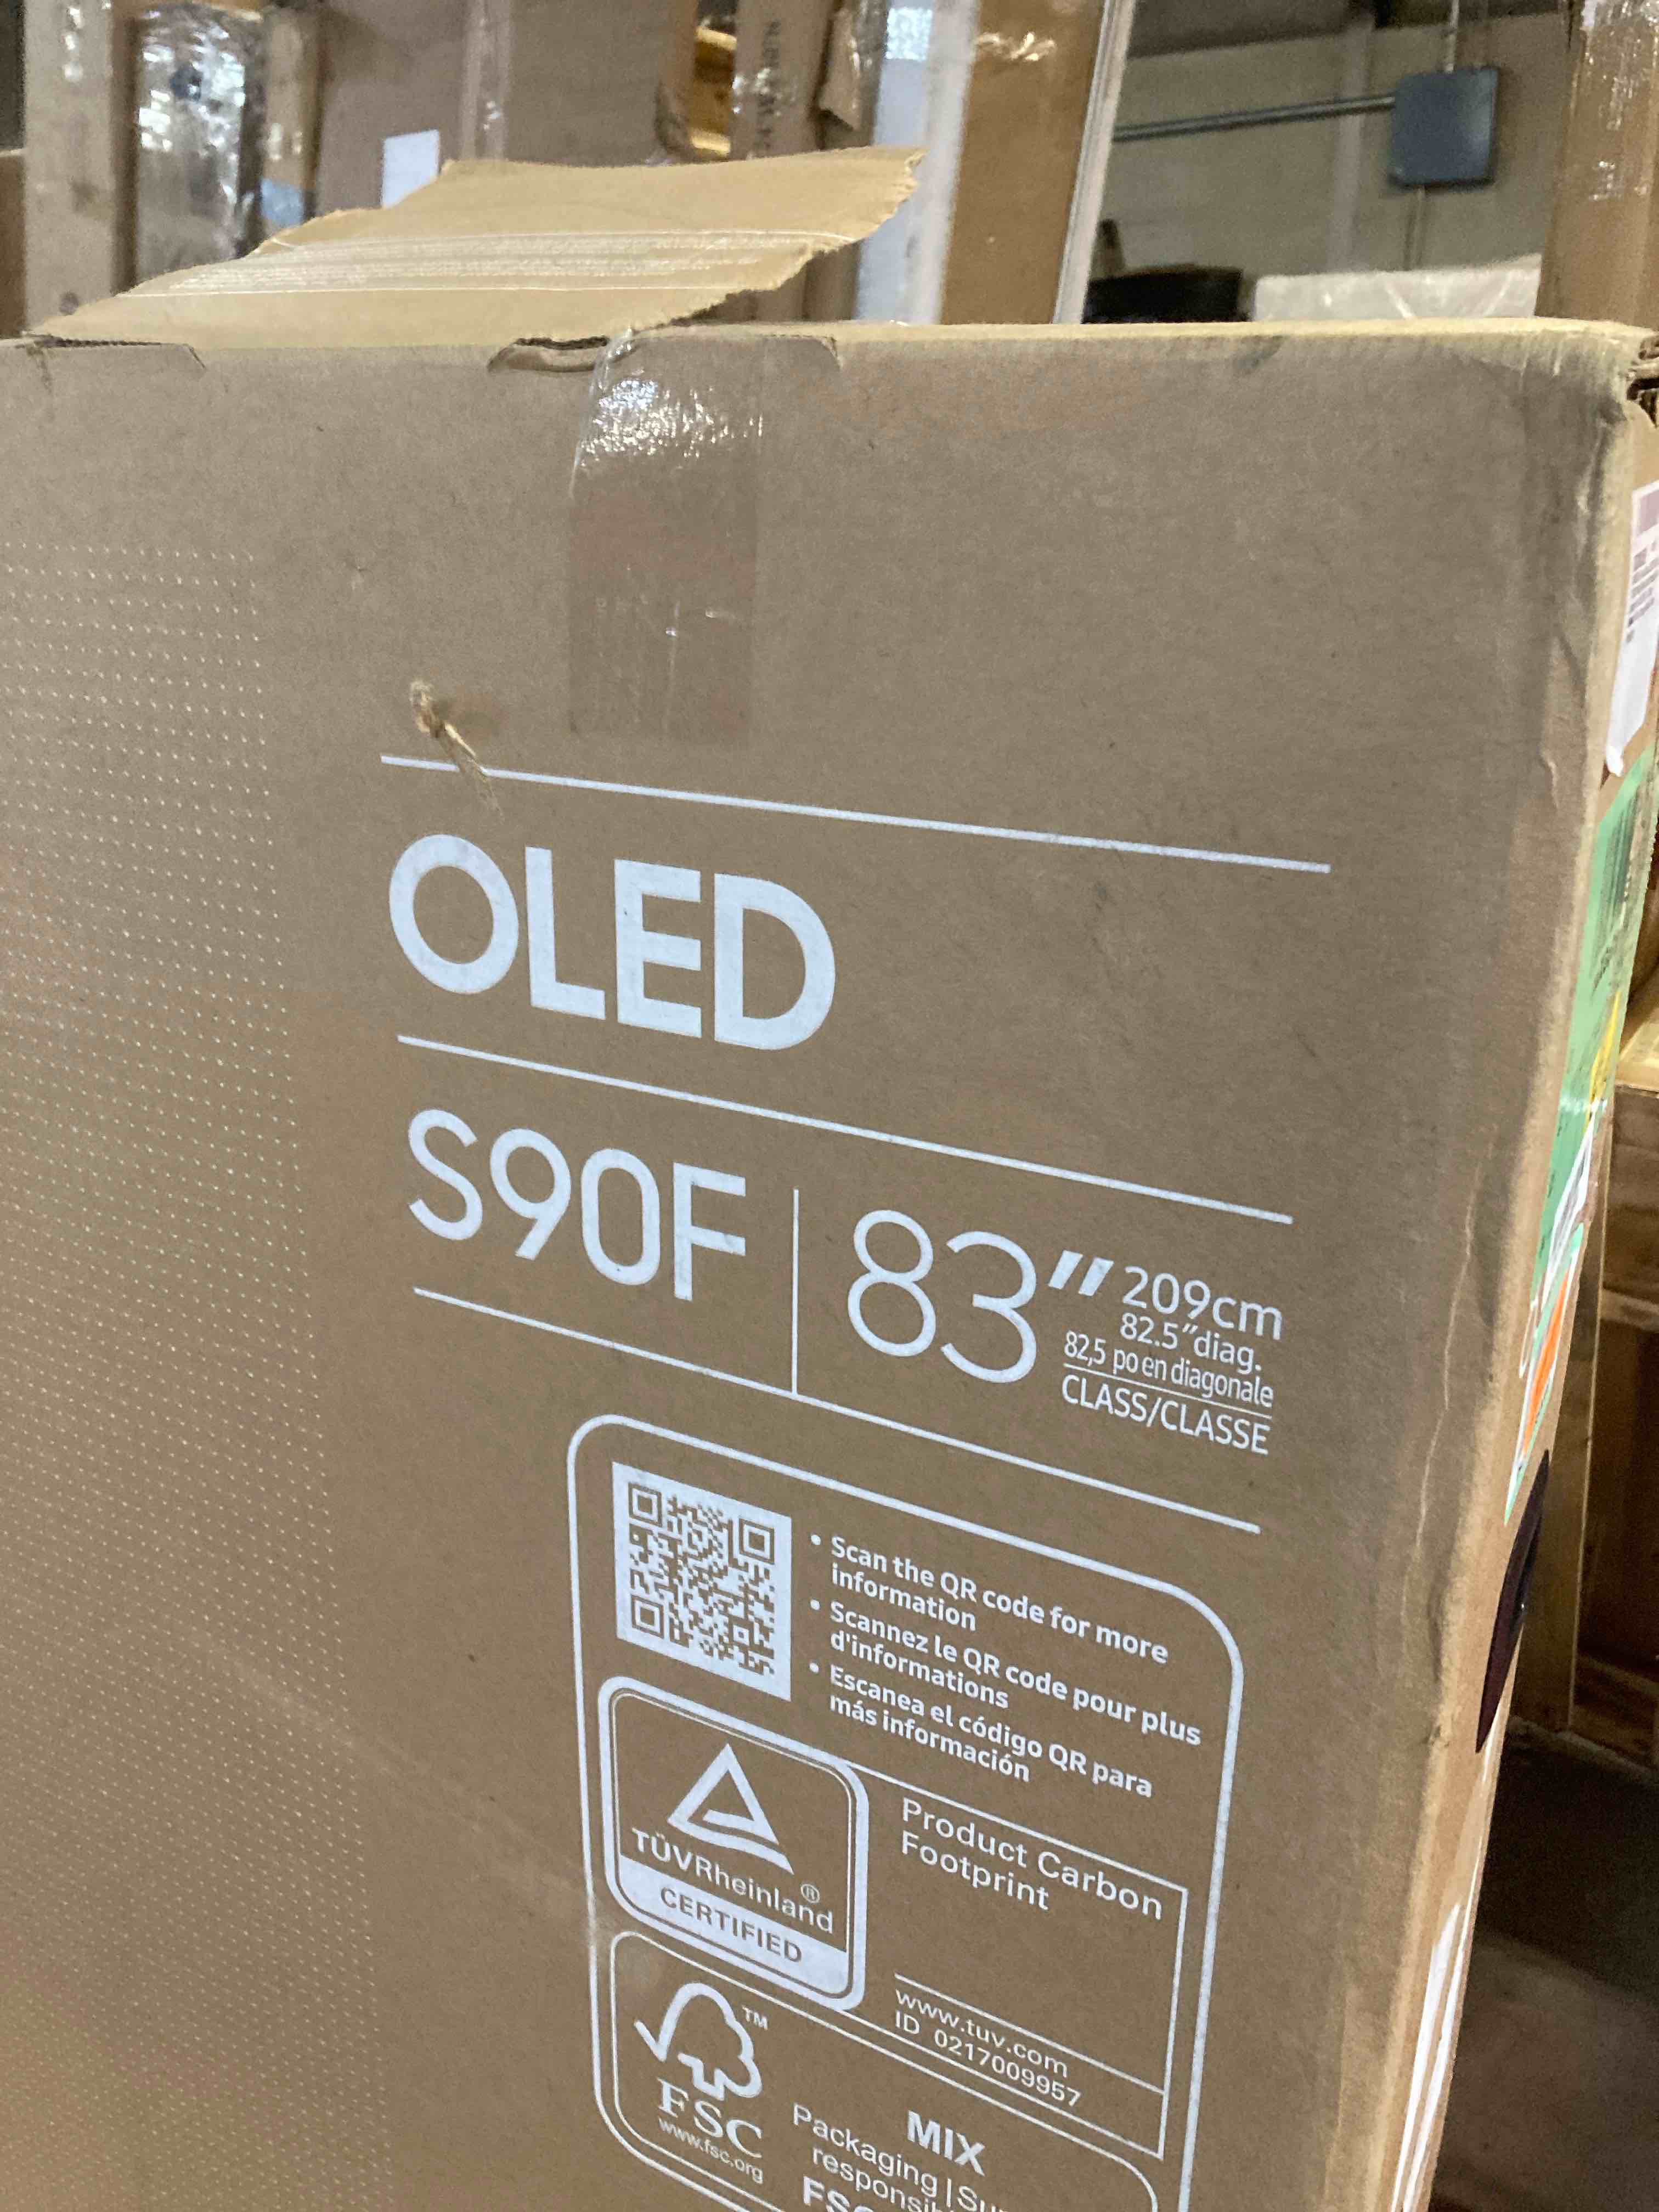 OLED
S90F
83"
209cm
82.5"diag.
82,5 po en diagonale
CLASS/CLASSE
• Scan the QR code for more
information
• Scannez le QR code pour plus
d'informations
• Escanea el código QR para
más información
TÜVRheinland®
CERTIFIED
Product Carbon
Footprint
www.tuv.com
ID 0217009957
™
FSC
www.fsc.org
MIX
Packaging |